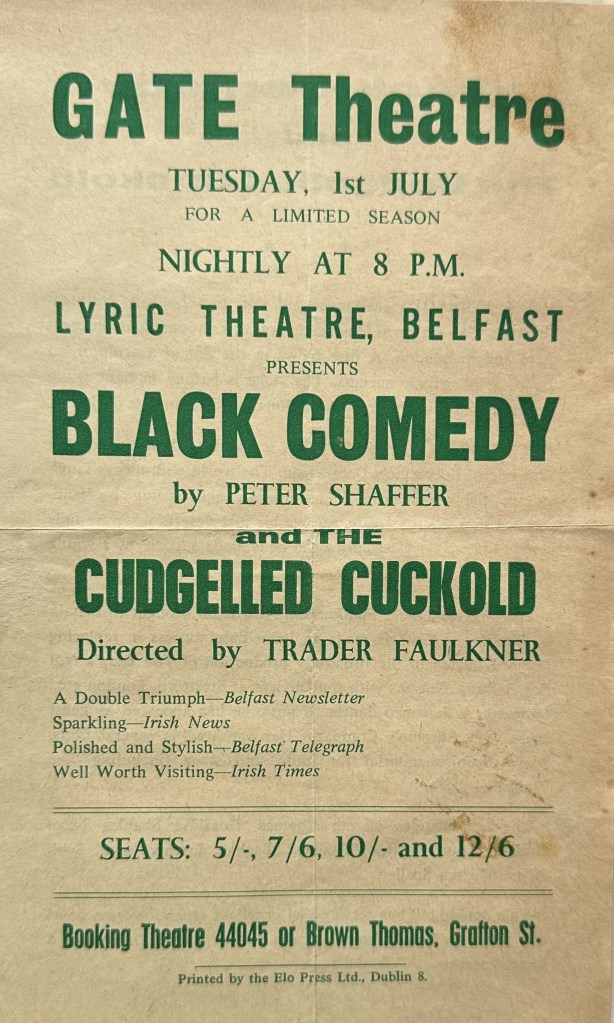 GATE Theatre
TUESDAY, 1st JULY
FOR A LIMITED SEASON
NIGHTLY AT 8 P.M.
LYRIC THEATRE, BELFAST
PRESENTS
BLACK COMEDY
by PETER SHAFFER
and THE
CUDGELLED CUCKOLD
Directed by TRADER FAULKNER
A Double Triumph—Belfast Newsletter
Sparkling—Irish News
Polished and Stylish—Belfast Telegraph
Well Worth Visiting—Irish Times
SEATS: 5/-, 7/6, 10/- and 12/6
Booking Theatre 44045 or Brown Thomas, Grafton St.
Printed by the Elo Press Ltd., Dublin 8.